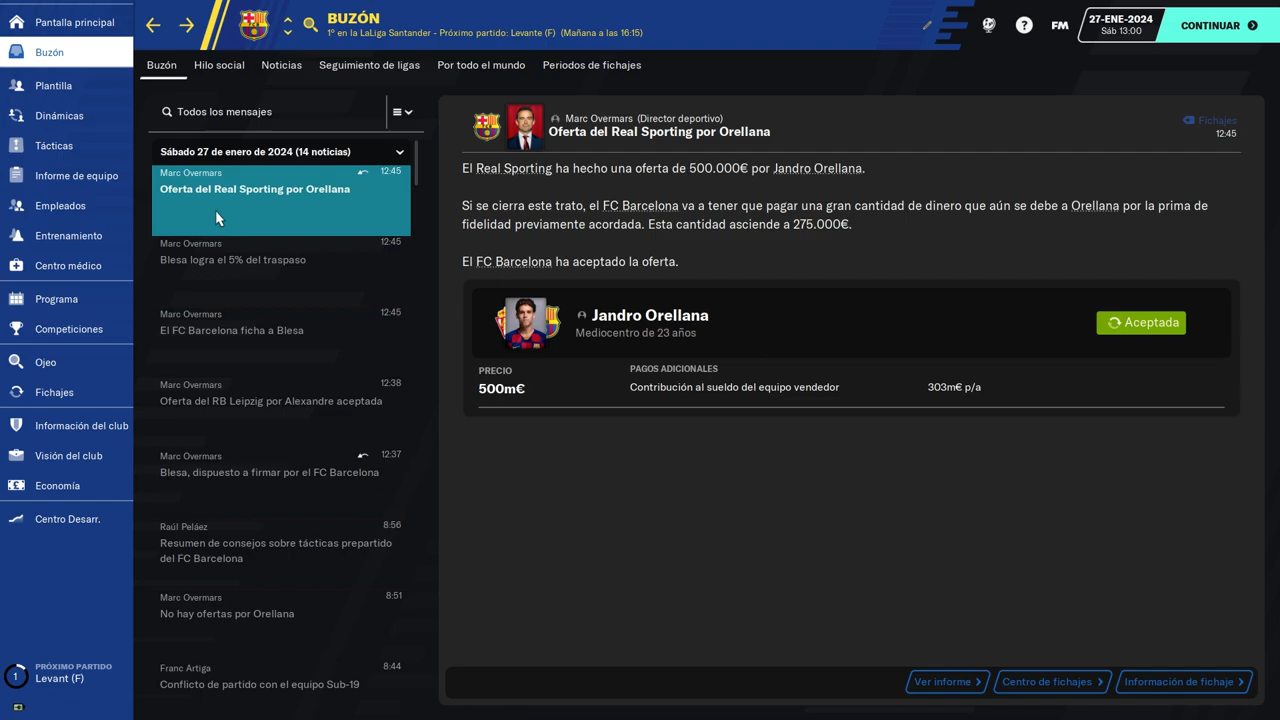 Pantalla principal
Buzón
Plantilla
Dinámicas
Tácticas
Informe de equipo
Empleados
Entrenamiento
Centro médico
Programa
Competiciones
Ojeo
Fichajes
Información del club
Visión del club
Economía
Centro Desarr.
PRÓXIMO PARTIDO
1 Levant (F)
BUZÓN
1º en la LaLiga Santander - Próximo partido: Levante (F) (Mañana a las 16:15)
?
FM
27-ENE-2024
Sáb 13:00
CONTINUAR
Buzón Hilo social Noticias Seguimiento de ligas Por todo el mundo Periodos de fichajes
Todos los mensajes
Sábado 27 de enero de 2024 (14 noticias)
Marc Overmars 12:45
Oferta del Real Sporting por Orellana
Marc Overmars 12:45
Blesa logra el 5% del traspaso
Marc Overmars 12:45
El FC Barcelona ficha a Blesa
Marc Overmars 12:38
Oferta del RB Leipzig por Alexandre aceptada
Marc Overmars 12:37
Blesa, dispuesto a firmar por el FC Barcelona
Raúl Peláez 8:56
Resumen de consejos sobre tácticas prepartido
del FC Barcelona
Marc Overmars 8:51
No hay ofertas por Orellana
Franc Artiga 8:44
Conflicto de partido con el equipo Sub-19
Marc Overmars (Director deportivo)
Oferta del Real Sporting por Orellana
Fichajes
12:45
El Real Sporting ha hecho una oferta de 500.000€ por Jandro Orellana.
Si se cierra este trato, el FC Barcelona va a tener que pagar una gran cantidad de dinero que aún se debe a Orellana por la prima de
fidelidad previamente acordada. Esta cantidad asciende a 275.000€.
El FC Barcelona ha aceptado la oferta.
Jandro Orellana
Mediocentro de 23 años
Aceptada
PRECIO
500m€
PAGOS ADICIONALES
Contribución al sueldo del equipo vendedor 303m€ p/a
Ver informe
Centro de fichajes
Información de fichaje